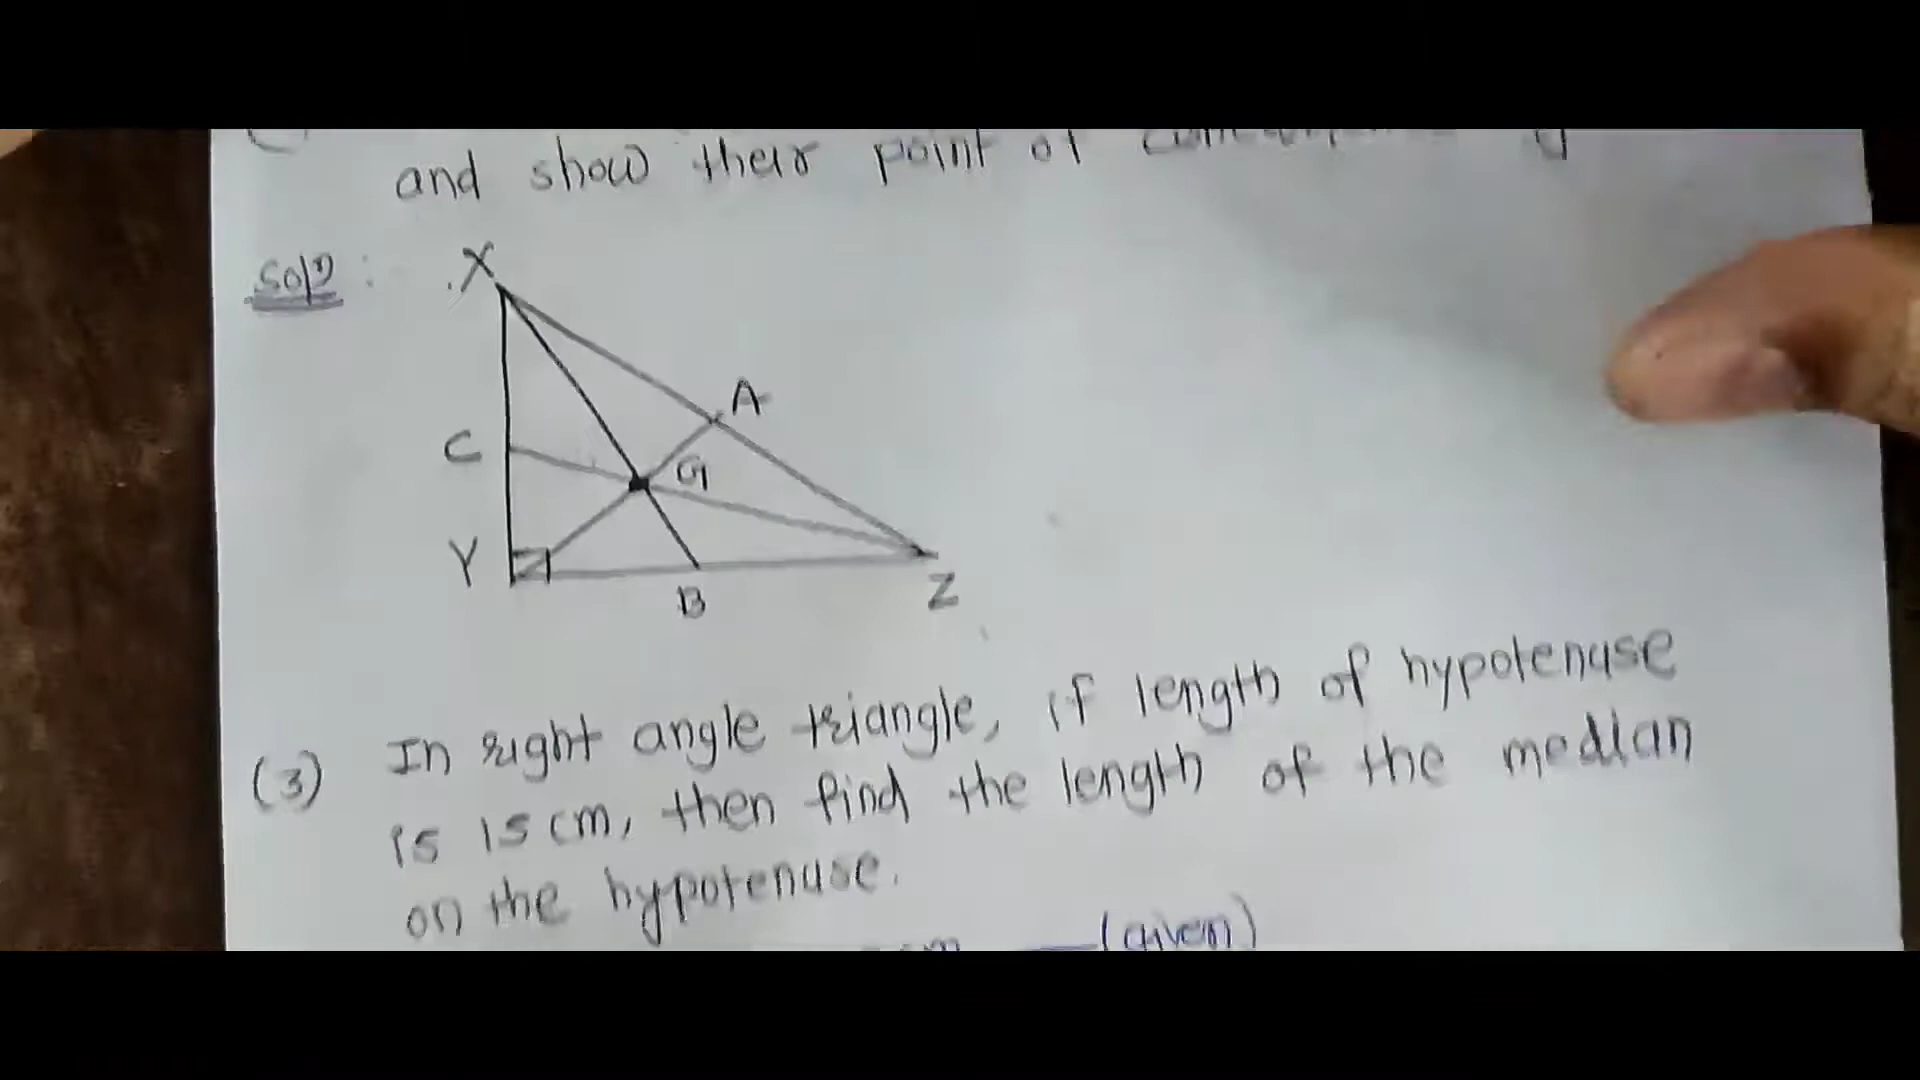 and show their point of
Soln :
X
A
C
G
Y
B
Z
(3) In right angle triangle, if length of hypotenuse
is 15 cm, then find the length of the median
on the hypotenuse.
(given)